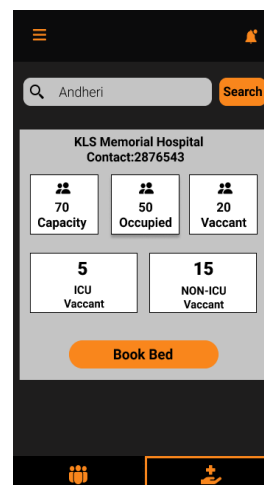 Andheri
Search
KLS Memorial Hospital
Contact:2876543
70
Capacity
50
Occupied
20
Vaccant
5
ICU
Vaccant
15
NON-ICU
Vaccant
Book Bed